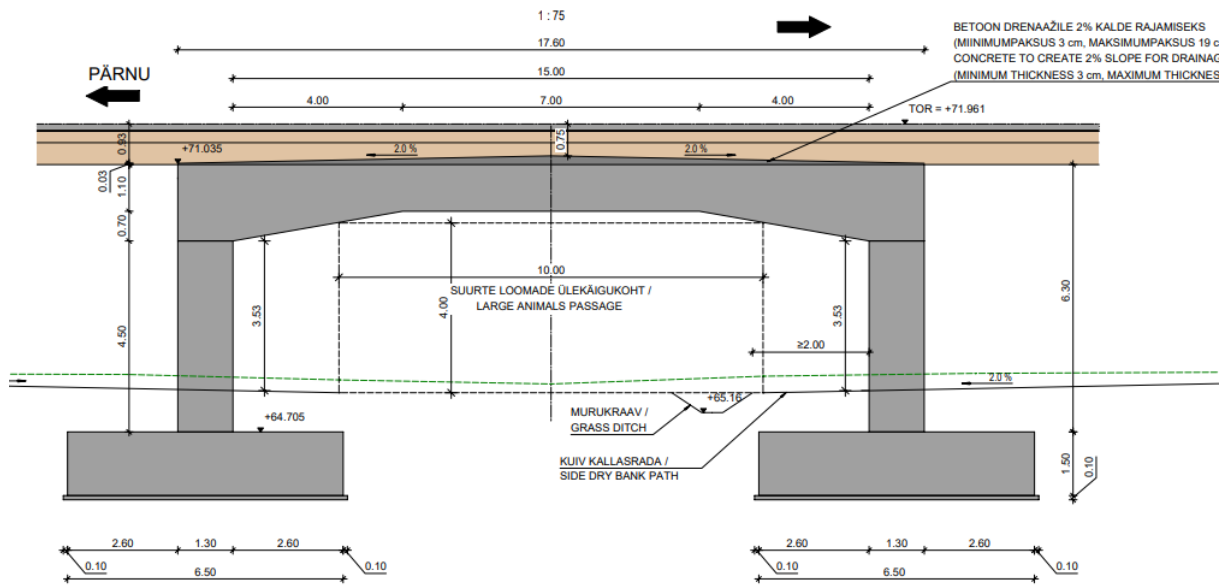 1 : 75
BETOON DRENAAŽILE 2% KALDE RAJAMISEKS
(MIINIMUMPAKSUS 3 cm, MAKSIMUMPAKSUS 19 c
CONCRETE TO CREATE 2% SLOPE FOR DRAINAG
(MINIMUM THICKNESS 3 cm, MAXIMUM THICKNES
17.60
PÄRNU
15.00
4.00 7.00 4.00
TOR = +71.961
0.93
0.75
+71.035
2.0 %
2.0 %
0.03
1.10
0.70
10.00
SUURTE LOOMADE ÜLEKÄIGUKOHT /
LARGE ANIMALS PASSAGE
4.50
3.53
4.00
3.53
6.30
≥2.00
2.0 %
+65.16
MURUKRAAV /
GRASS DITCH
+64.705
KUIV KALLASRADA /
SIDE DRY BANK PATH
1.50
0.10
2.60 1.30 2.60
2.60 1.30 2.60
0.10 0.10
0.10 0.10
6.50
6.50